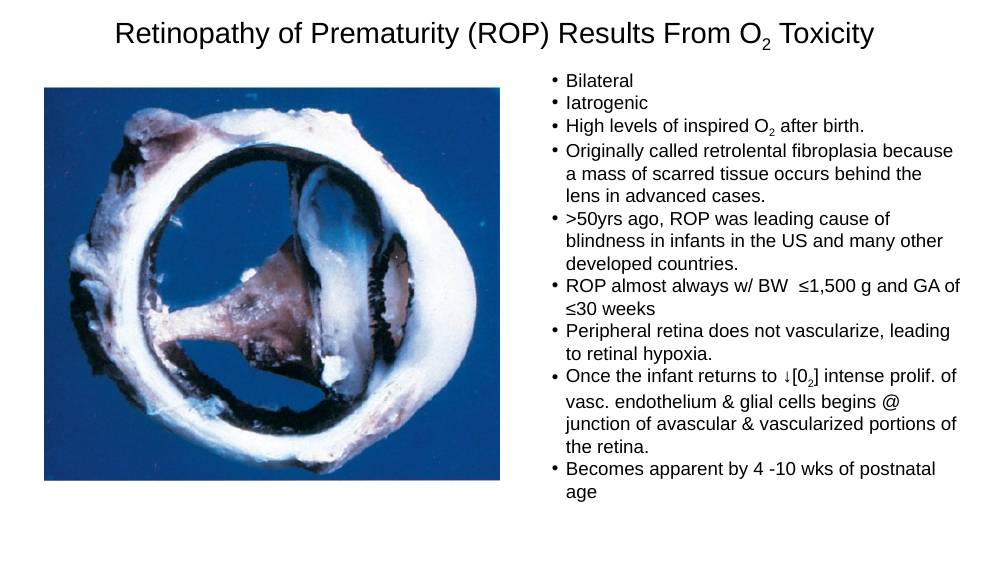 Retinopathy of Prematurity (ROP) Results From O₂ Toxicity
• Bilateral
• Iatrogenic
• High levels of inspired O₂ after birth.
• Originally called retrolental fibroplasia because
a mass of scarred tissue occurs behind the
lens in advanced cases.
• >50yrs ago, ROP was leading cause of
blindness in infants in the US and many other
developed countries.
• ROP almost always w/ BW  ≤1,500 g and GA of
≤30 weeks
• Peripheral retina does not vascularize, leading
to retinal hypoxia.
• Once the infant returns to ↓[0₂] intense prolif. of
vasc. endothelium & glial cells begins @
junction of avascular & vascularized portions of
the retina.
• Becomes apparent by 4 -10 wks of postnatal
age